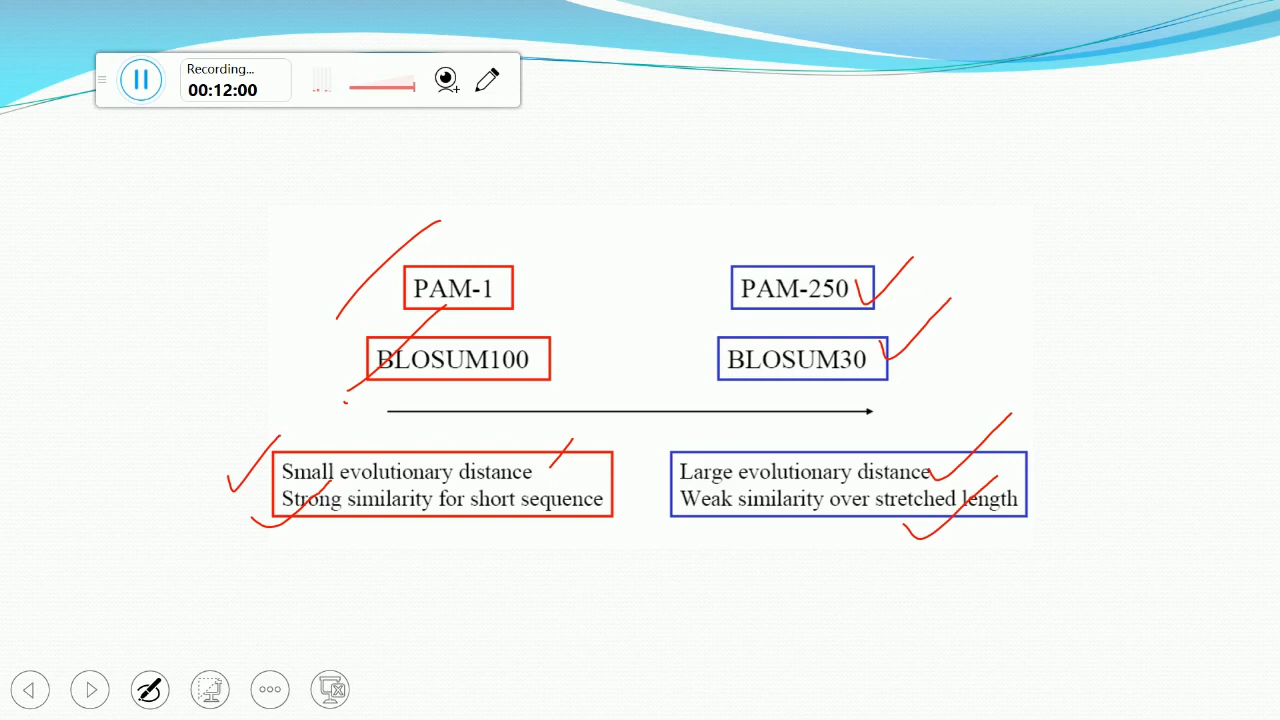 Recording...
00:12:00
PAM-1
PAM-250
BLOSUM100
BLOSUM30
Small evolutionary distance
Strong similarity for short sequence
Large evolutionary distance
Weak similarity over stretched length